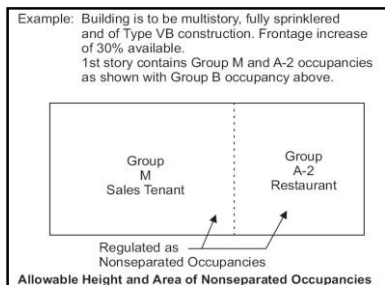 Example: Building is to be multistory, fully sprinklered
and of Type VB construction. Frontage increase
of 30% available.
1st story contains Group M and A-2 occupancies
as shown with Group B occupancy above.
Group
M
Sales Tenant
Group
A-2
Restaurant
Regulated as
Nonseparated Occupancies
Allowable Height and Area of Nonseparated Occupancies